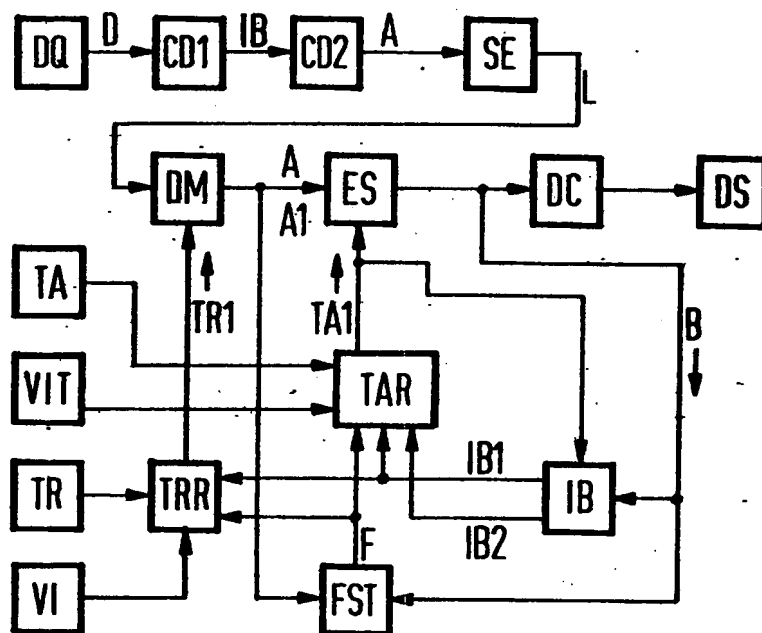 D IB A
DQ CD1 CD2 SE
L
A
DM ES DC DS
A1
TA TR1 TA1 B
VIT TAR
TR TRR IB1 IB
IB2
F
VI FST